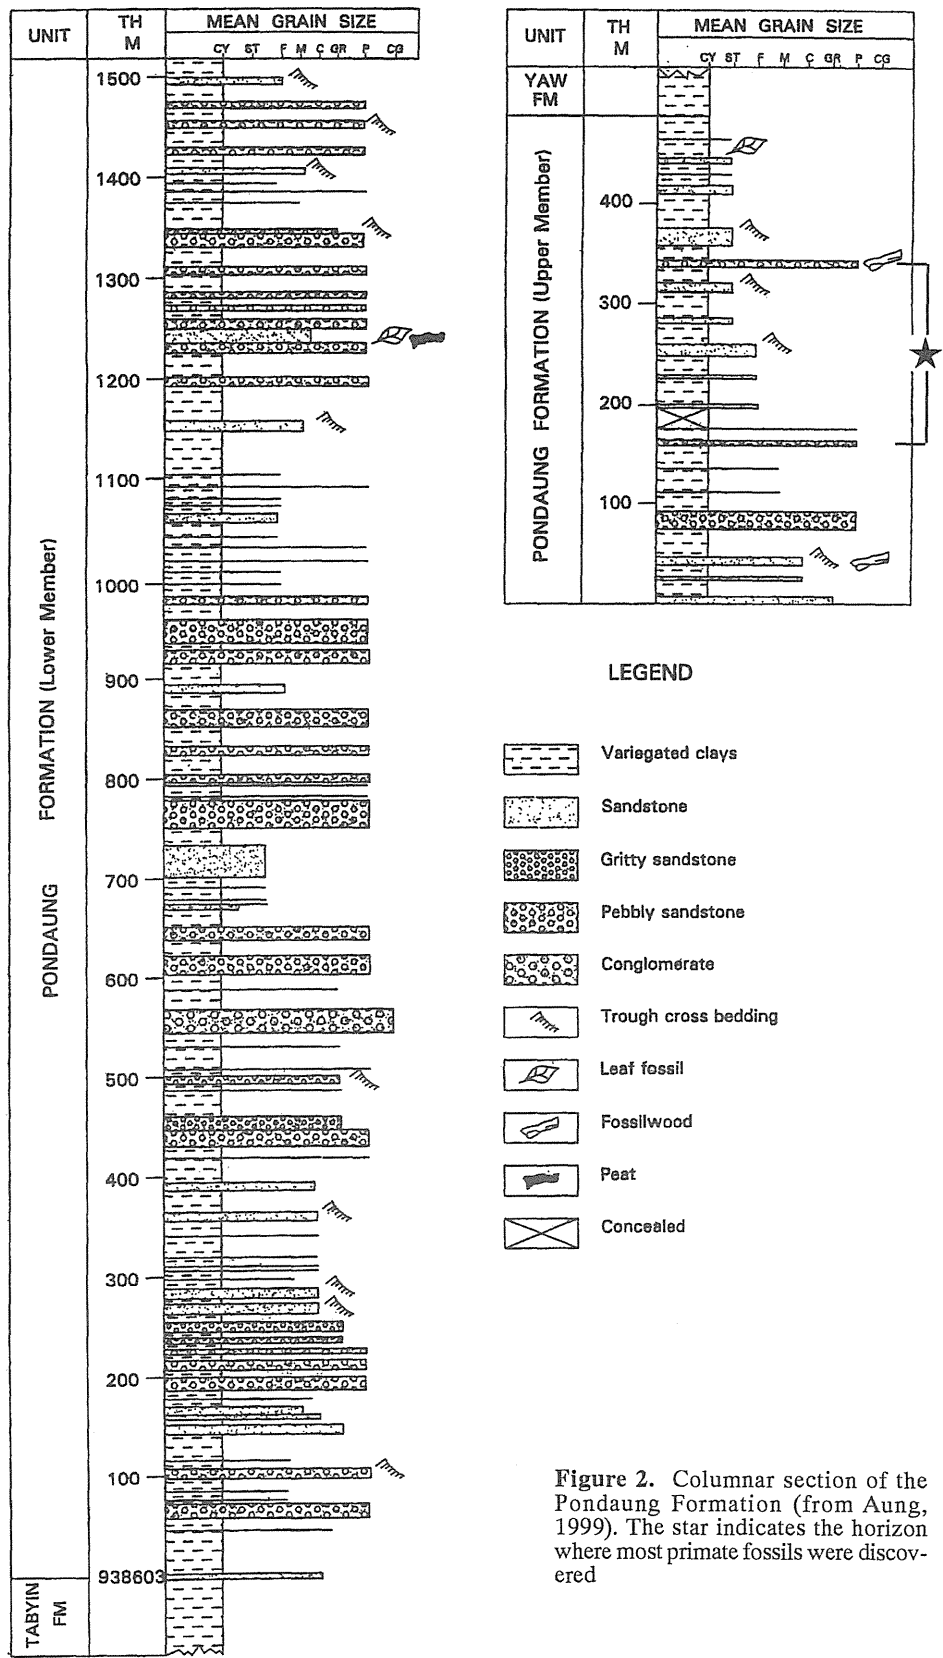 UNIT
TH
M
MEAN GRAIN SIZE
CY ST F M C GR P CG
1500
1400
1300
1200
1100
1000
900
800
700
600
500
400
300
200
100
938603
PONDAUNG FORMATION (Lower Member)
TABYIN
FM
UNIT
TH
M
MEAN GRAIN SIZE
CY ST F M C GR P CG
YAW
FM
400
300
200
100
PONDAUNG FORMATION (Upper Member)
LEGEND
Variegated clays
Sandstone
Gritty sandstone
Pebbly sandstone
Conglomerate
Trough cross bedding
Leaf fossil
Fossilwood
Peat
Concealed
Figure 2. Columnar section of the
Pondaung Formation (from Aung,
1999). The star indicates the horizon
where most primate fossils were discov-
ered